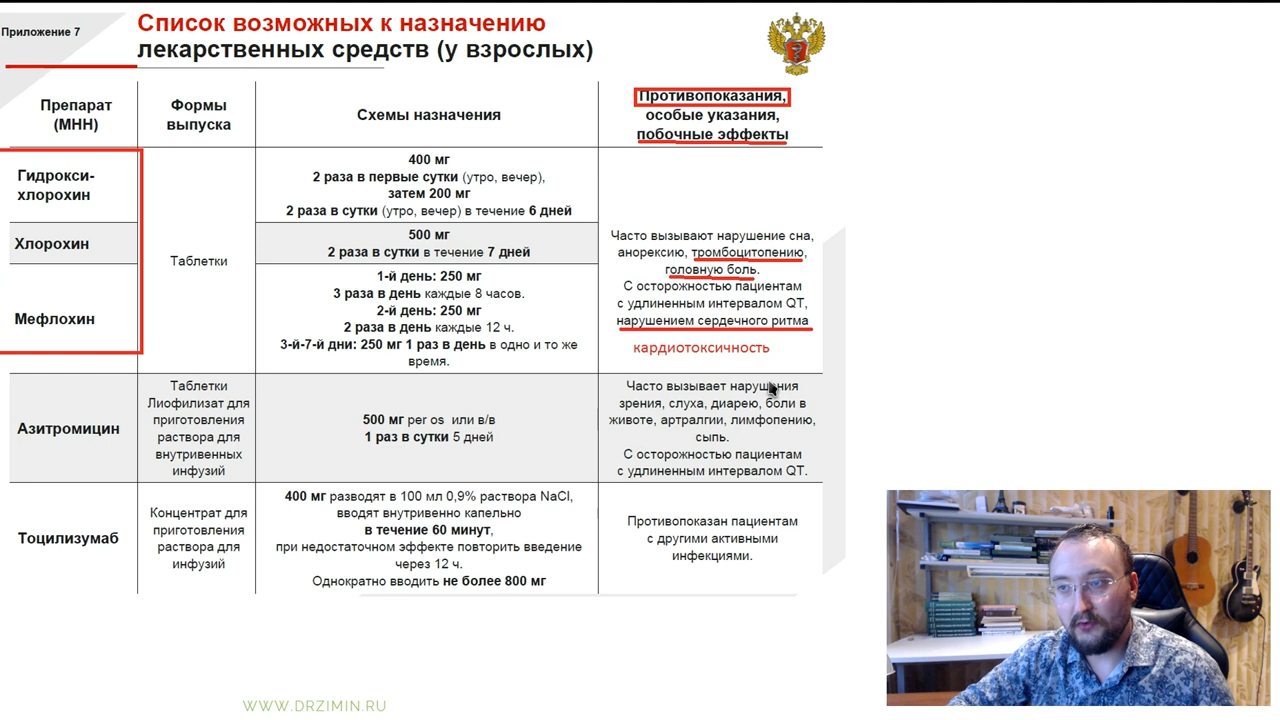 Приложение 7
Список возможных к назначению
лекарственных средств (у взрослых)
Препарат
(МНН)
Формы
выпуска
Схемы назначения
Противопоказания,
особые указания,
побочные эффекты
Гидрокси-
хлорохин
400 мг
2 раза в первые сутки (утро, вечер),
затем 200 мг
2 раза в сутки (утро, вечер) в течение 6 дней
Хлорохин
500 мг
2 раза в сутки в течение 7 дней
Мефлохин
1-й день: 250 мг
3 раза в день каждые 8 часов.
2-й день: 250 мг
2 раза в день каждые 12 ч.
3-й-7-й дни: 250 мг 1 раз в день в одно и то же
время.
Таблетки
Часто вызывают нарушение сна,
анорексию, тромбоцитопению,
головную боль.
С осторожностью пациентам
с удлиненным интервалом QT,
нарушением сердечного ритма
кардиотоксичность
Азитромицин
Таблетки
Лиофилизат для
приготовления
раствора для
внутривенных
инфузий
500 мг per os или в/в
1 раз в сутки 5 дней
Часто вызывает нарушения
зрения, слуха, диарею, боли в
животе, артралгии, лимфопению,
сыпь.
С осторожностью пациентам
с удлиненным интервалом QT.
Тоцилизумаб
Концентрат для
приготовления
раствора для
инфузий
400 мг разводят в 100 мл 0,9% раствора NaCl,
вводят внутривенно капельно
в течение 60 минут,
при недостаточном эффекте повторить введение
через 12 ч.
Однократно вводить не более 800 мг
Противопоказан пациентам
с другими активными
инфекциями.
WWW.DRZIMIN.RU